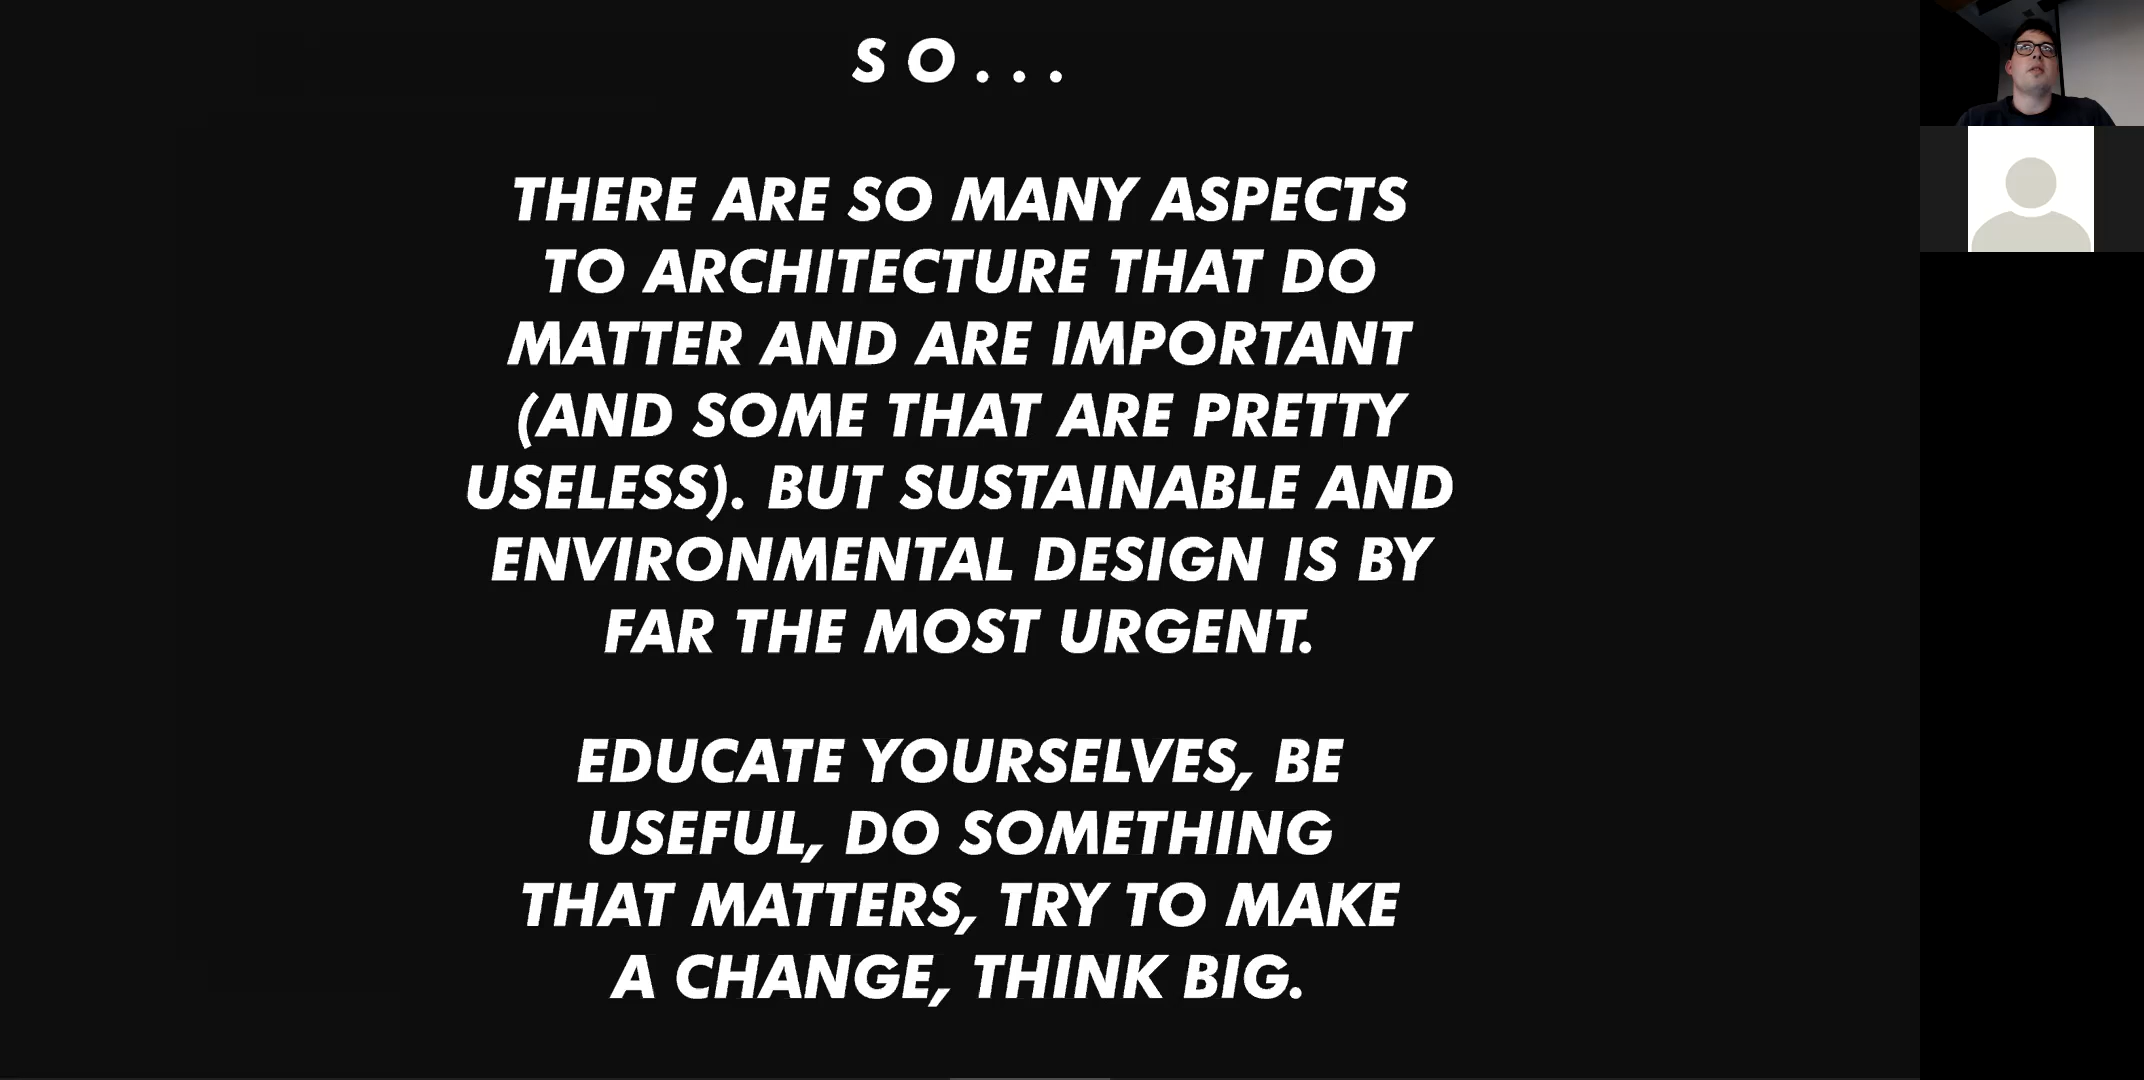 SO...
THERE ARE SO MANY ASPECTS
TO ARCHITECTURE THAT DO
MATTER AND ARE IMPORTANT
(AND SOME THAT ARE PRETTY
USELESS). BUT SUSTAINABLE AND
ENVIRONMENTAL DESIGN IS BY
FAR THE MOST URGENT.
EDUCATE YOURSELVES, BE
USEFUL, DO SOMETHING
THAT MATTERS, TRY TO MAKE
A CHANGE, THINK BIG.